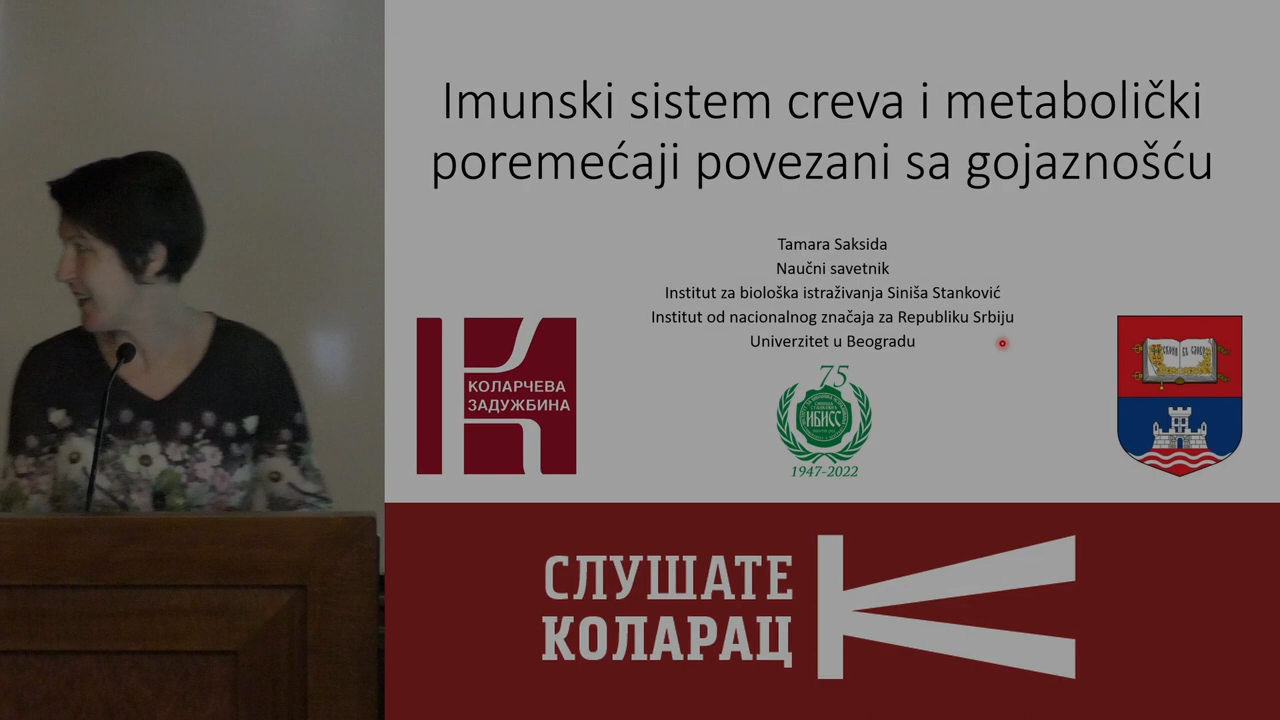 Imunski sistem creva i metabolički
poremećaji povezani sa gojaznošću
Tamara Saksida
Naučni savetnik
Institut za biološka istraživanja Siniša Stanković
Institut od nacionalnog značaja za Republiku Srbiju
Univerzitet u Beogradu
КОЛАРЧЕВА
ЗАДУЖБИНА
75
ИБИСС
1947-2022
СЛУШАТЕ
КОЛАРАЦ